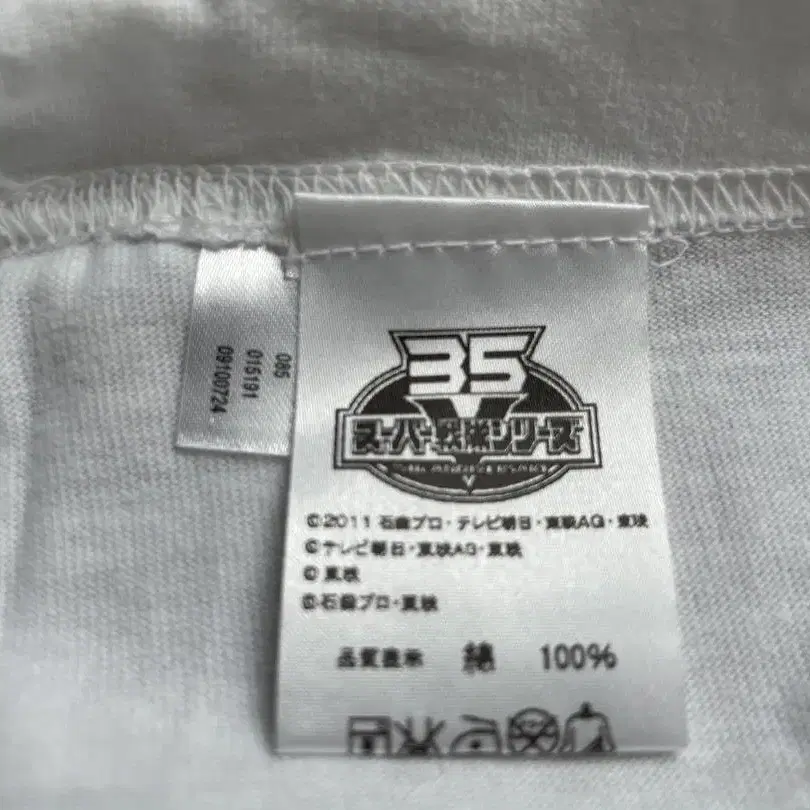 35
スーパー戦隊シリーズ
©2011 石森プロ・テレビ朝日・東映AG・東映
©テレビ朝日・東映AG・東映
©東映
©石森プロ・東映
品質表示 綿 100%
085
015191
09100724